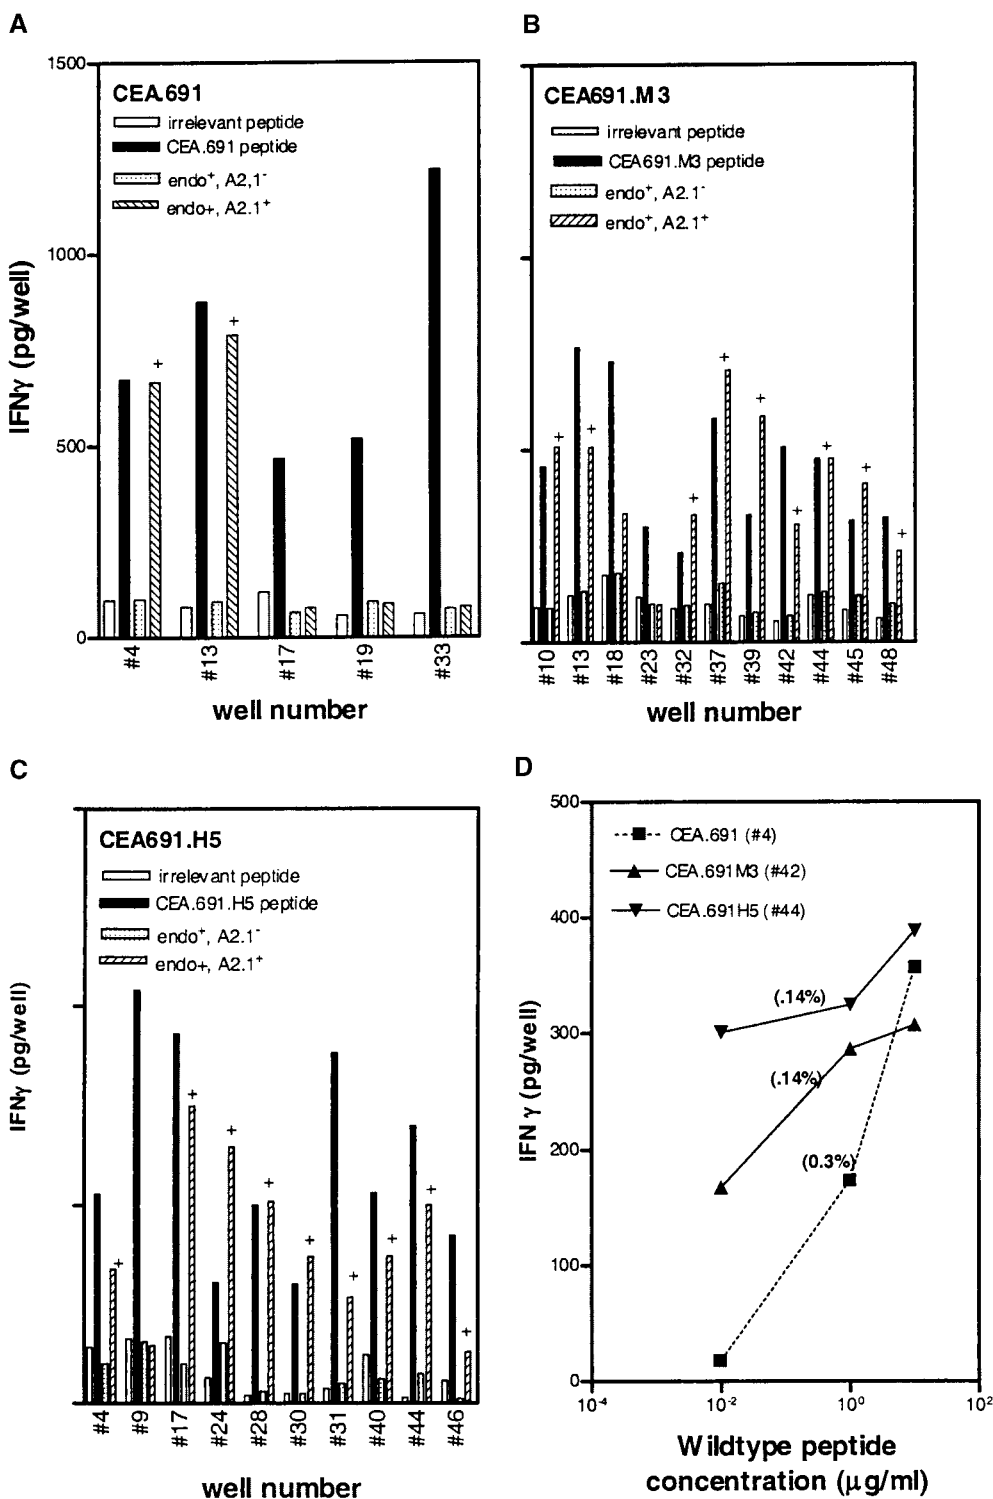 A
1500
1000
500
0
IFNγ (pg/well)
CEA.691
irrelevant peptide
CEA.691 peptide
endo⁺, A2,1⁻
endo+, A2.1⁺
+
+
#4 #13 #17 #19 #33
well number
B
CEA691.M3
irrelevant peptide
CEA691.M3 peptide
endo⁺, A2.1⁻
endo⁺, A2.1⁺
+ + + + + + + + +
#10 #13 #18 #23 #32 #37 #39 #42 #44 #45 #48
well number
C
IFNγ (pg/well)
CEA691.H5
irrelevant peptide
CEA.691.H5 peptide
endo⁺, A2.1⁻
endo+, A2.1⁺
+ + + + + + + + +
#4 #9 #17 #24 #28 #30 #31 #40 #44 #46
well number
D
500
400
300
200
100
0
IFN γ (pg/well)
CEA.691 (#4)
CEA.691M3 (#42)
CEA.691H5 (#44)
(.14%)
(.14%)
(0.3%)
10⁻⁴ 10⁻² 10⁰ 10²
Wildtype peptide
concentration (μg/ml)